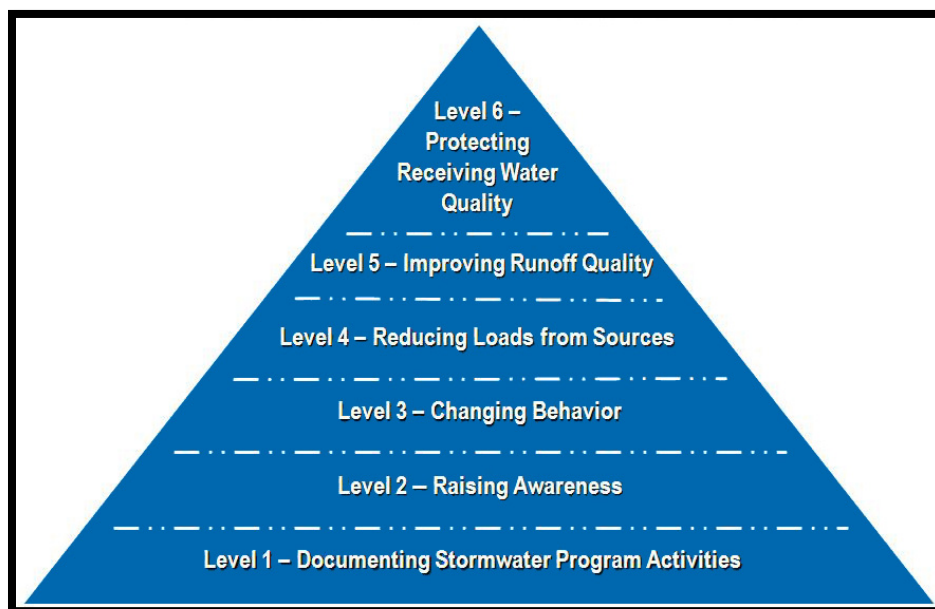 Level 6 –
Protecting
Receiving Water
Quality
Level 5 – Improving Runoff Quality
Level 4 – Reducing Loads from Sources
Level 3 – Changing Behavior
Level 2 – Raising Awareness
Level 1 – Documenting Stormwater Program Activities